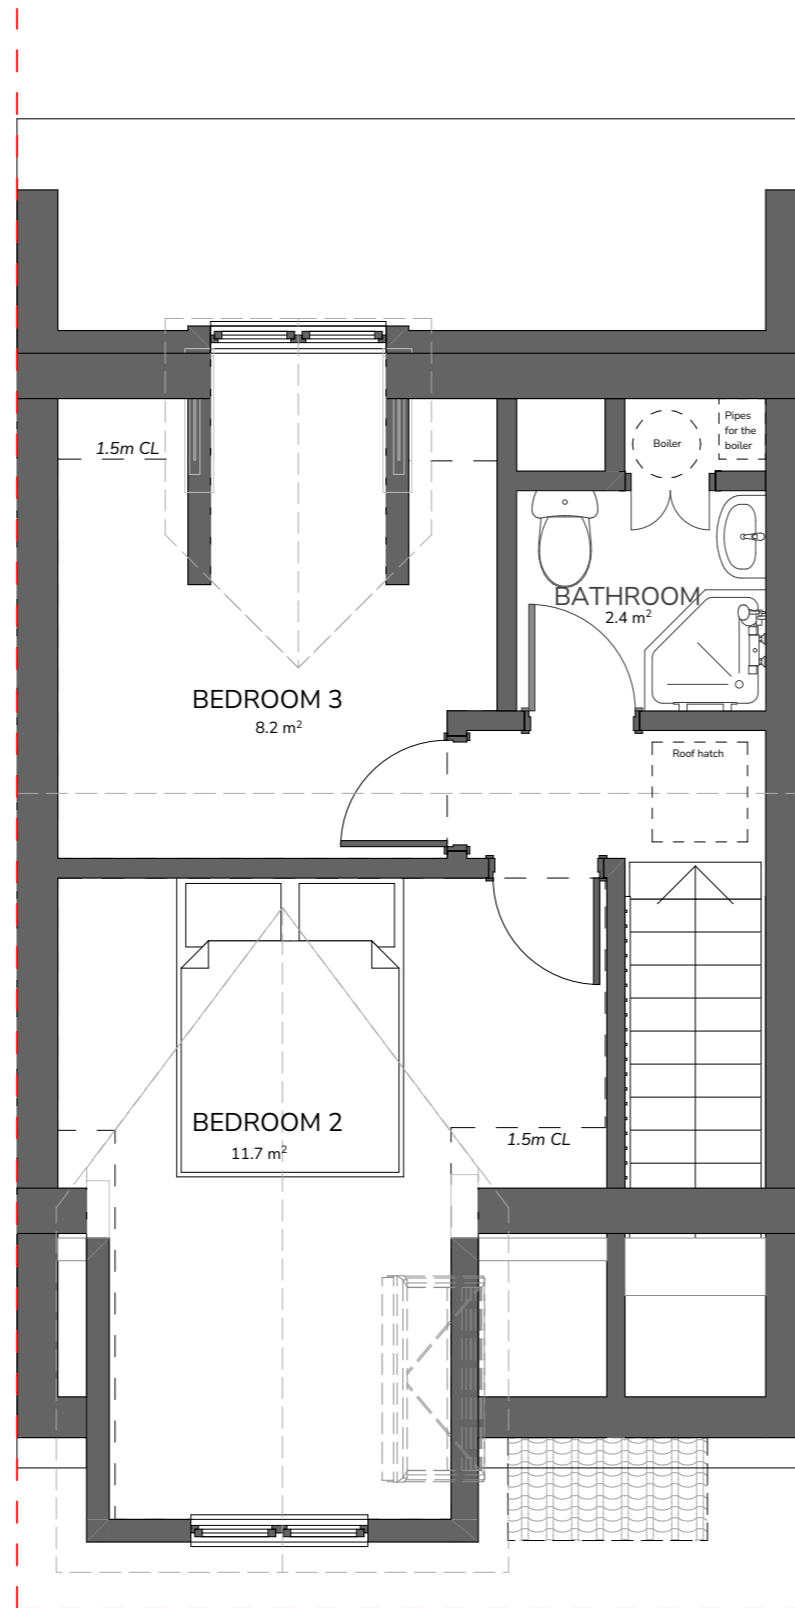 1.5m CL
Pipes
for the
boiler
Boiler
BATHROOM
2.4 m²
BEDROOM 3
8.2 m²
Roof hatch
BEDROOM 2
11.7 m²
1.5m CL